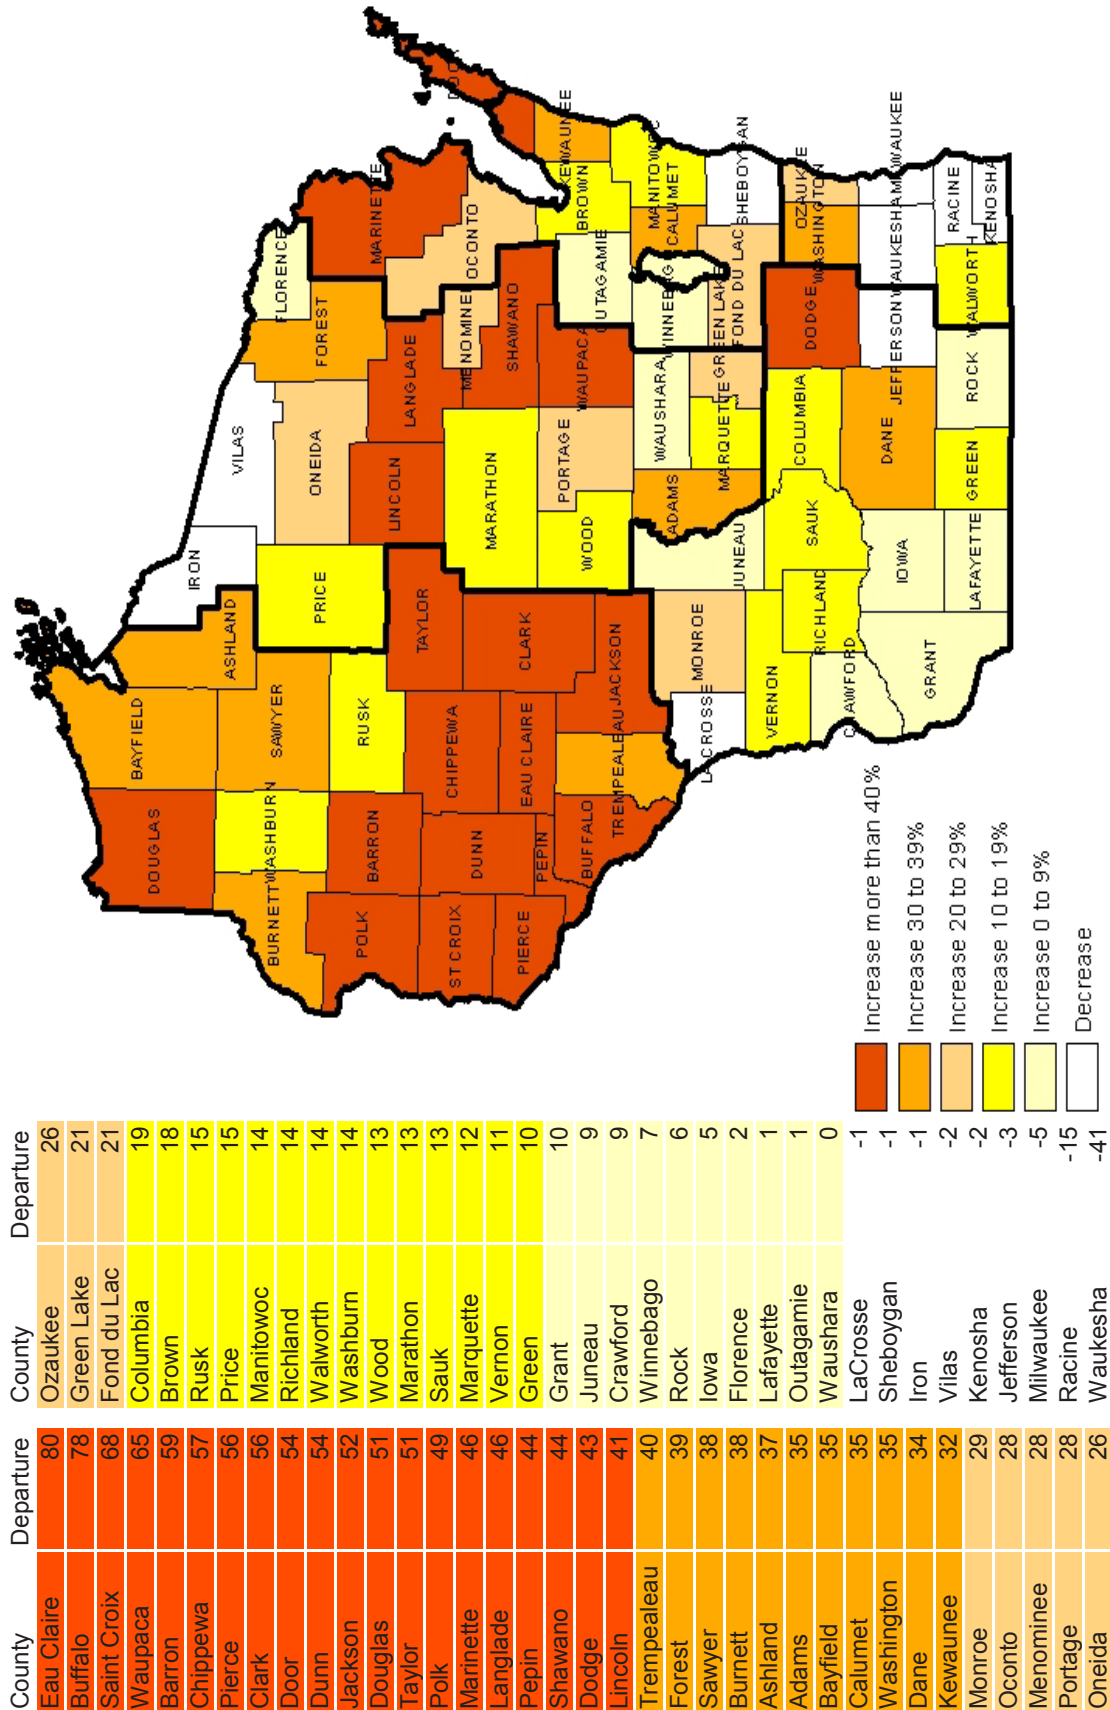 County Departure County Departure
Eau Claire 80 Ozaukee 26
Buffalo 78 Green Lake 21
Saint Croix 68 Fond du Lac 21
Waupaca 65 Columbia 19
Barron 59 Brown 18
Chippewa 57 Rusk 15
Pierce 56 Price 15
Clark 56 Manitowoc 14
Door 54 Richland 14
Dunn 54 Walworth 14
Jackson 52 Washburn 14
Douglas 51 Wood 13
Taylor 51 Marathon 13
Polk 49 Sauk 13
Marinette 46 Marquette 12
Langlade 46 Vernon 11
Pepin 44 Green 10
Shawano 44 Grant 10
Dodge 43 Juneau 9
Lincoln 41 Crawford 9
Trempealeau 40 Winnebago 7
Forest 39 Rock 6
Sawyer 38 Iowa 5
Burnett 38 Florence 2
Ashland 37 Lafayette 1
Adams 35 Outagamie 1
Bayfield 35 Waushara 0
Calumet 35 LaCrosse -1
Washington 35 Sheboygan -1
Dane 34 Iron -1
Kewaunee 32 Vilas -2
Monroe 29 Kenosha -2
Oconto 28 Jefferson -3
Menominee 28 Milwaukee -5
Portage 28 Racine -15
Oneida 26 Waukesha -41
DOUGLAS
BAYFIELD
ASHLAND
IRON
VILAS
BURNETT
WASHBURN
SAWYER
PRICE
ONEIDA
FOREST
FLORENCE
POLK
BARRON
RUSK
TAYLOR
LINCOLN
LANGLADE
MARINETTE
ST CROIX
DUNN
CHIPPEWA
CLARK
MARATHON
MENOMINEE
OCONTO
DOOR
PIERCE
PEPIN
EAU CLAIRE
SHAWANO
BUFFALO
TREMPEALEAU
JACKSON
WOOD
PORTAGE
WAUPACA
OUTAGAMIE
BROWN
KEWAUNEE
LACROSSE
MONROE
JUNEAU
ADAMS
WAUSHARA
WINNEBAGO
CALUMET
MANITOWOC
MARQUETTE
GREEN LAKE
FOND DU LAC
SHEBOYGAN
VERNON
RICHLAND
SAUK
COLUMBIA
DODGE
WASHINGTON
OZAUKEE
CRAWFORD
GRANT
IOWA
DANE
JEFFERSON
WAUKESHA
MILWAUKEE
LAFAYETTE
GREEN
ROCK
WALWORTH
RACINE
KENOSHA
Increase more than 40%
Increase 30 to 39%
Increase 20 to 29%
Increase 10 to 19%
Increase 0 to 9%
Decrease